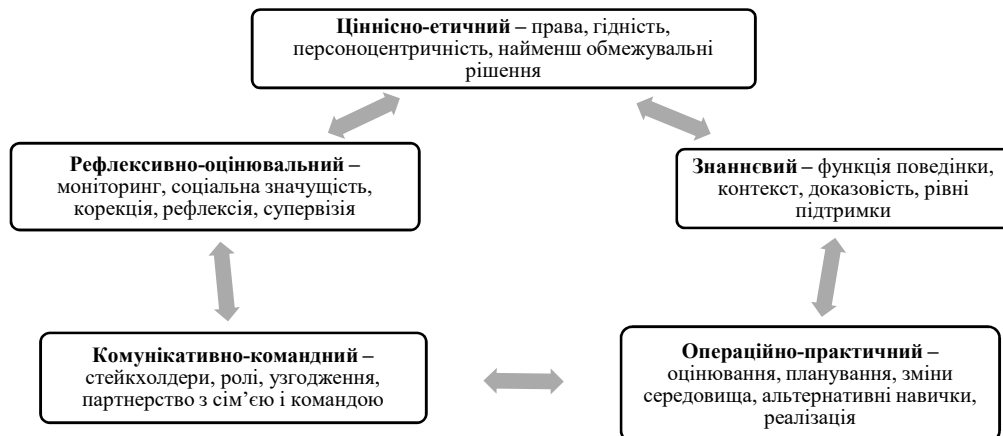 Ціннісно-етичний – права, гідність,
персоноцентричність, найменш обмежувальні
рішення
Рефлексивно-оцінювальний –
моніторинг, соціальна значущість,
корекція, рефлексія, супервізія
Знаннєвий – функція поведінки,
контекст, доказовість, рівні
підтримки
Комунікативно-командний –
стейкхолдери, ролі, узгодження,
партнерство з сім’єю і командою
Операційно-практичний –
оцінювання, планування, зміни
середовища, альтернативні навички,
реалізація